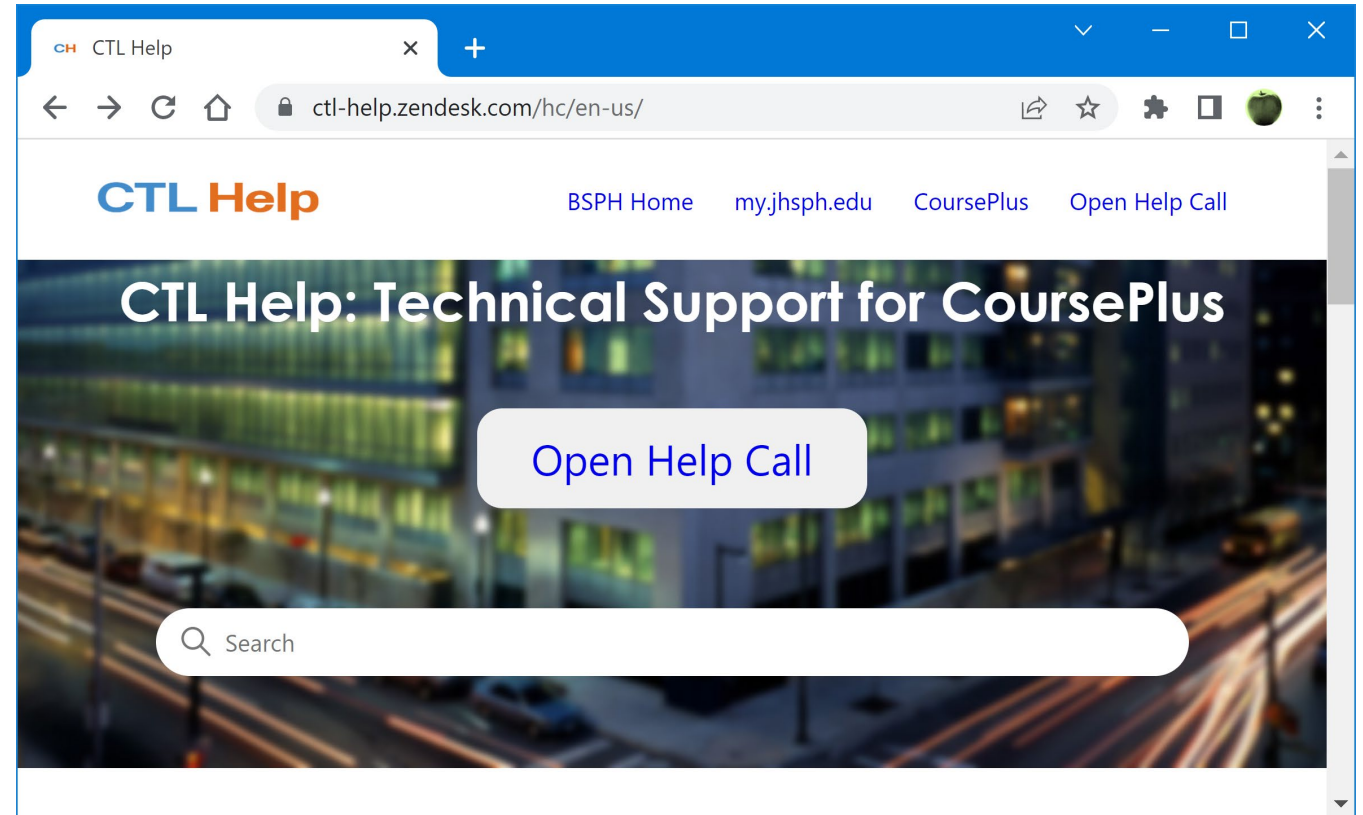 CH CTL Help
ctl-help.zendesk.com/hc/en-us/
CTL Help
BSPH Home my.jhsph.edu CoursePlus Open Help Call
CTL Help: Technical Support for CoursePlus
Open Help Call
Search